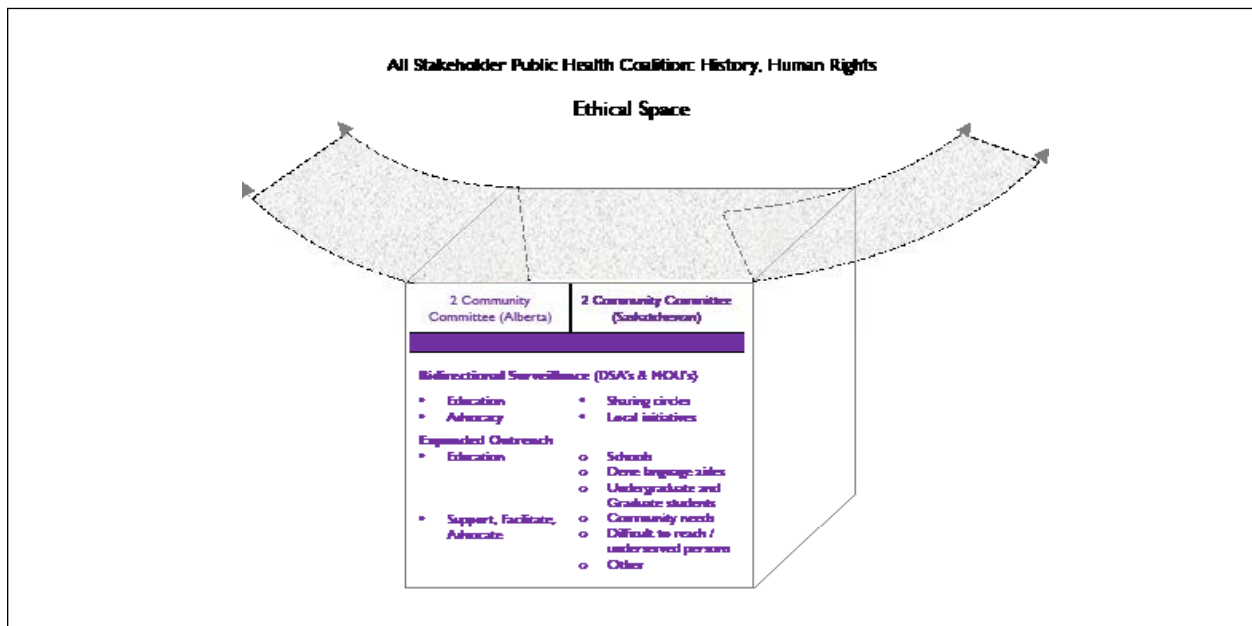 All Stakeholder Public Health Coalition: History, Human Rights
Ethical Space
2 Community
Committee (Alberta)
2 Community Committee
(Saskatchewan)
Bidirectional Surveillance (DSA's & MOU's)
• Education
• Advocacy
• Sharing circles
• Local initiatives
Expanded Outreach
• Education
o Schools
o Dene language aides
o Undergraduate and
Graduate students
• Support, Facilitate,
Advocate
o Community needs
o Difficult to reach /
underserved persons
o Other